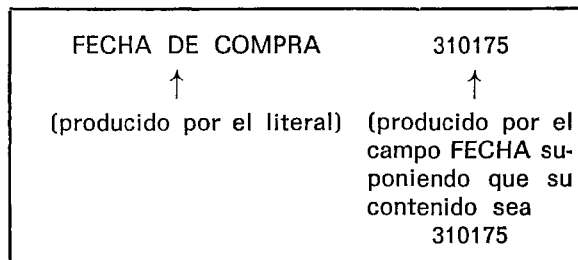 FECHA DE COMPRA 310175
↑ ↑
(producido por el literal) (producido por el
campo FECHA su-
poniendo que su
contenido sea
310175